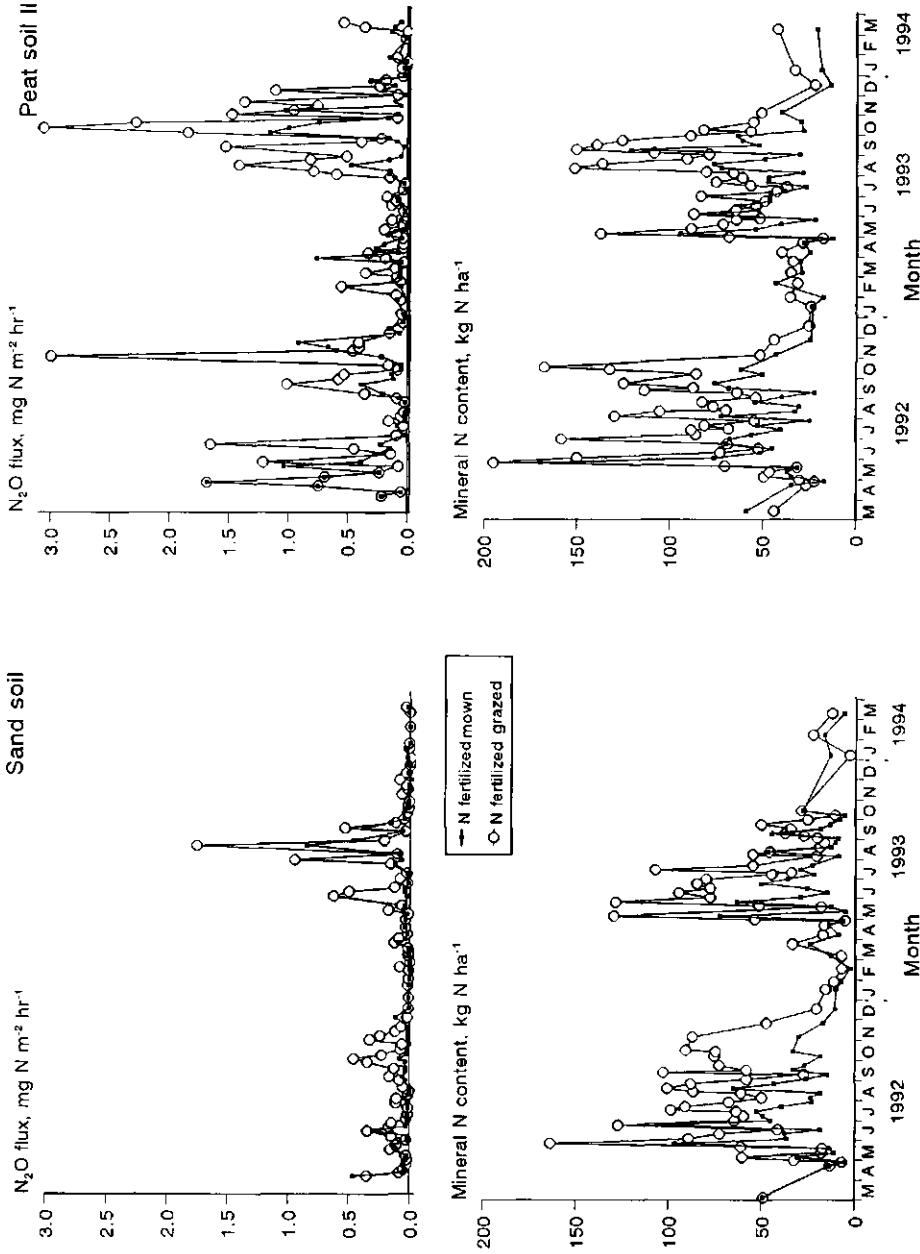 Sand soil
N₂O flux, mg N m⁻² hr⁻¹
3.0
2.5
2.0
1.5
1.0
0.5
0.0
N fertilized mown
N fertilized grazed
Mineral N content, kg N ha⁻¹
200
150
100
50
0
M A M J J A S O N D J F M A M J J A S O N D J F M
1992 1993 1994
Month
Peat soil II
N₂O flux, mg N m⁻² hr⁻¹
3.0
2.5
2.0
1.5
1.0
0.5
0.0
Mineral N content, kg N ha⁻¹
200
150
100
50
0
M A M J J A S O N D J F M A M J J A S O N D J F M
1992 1993 1994
Month